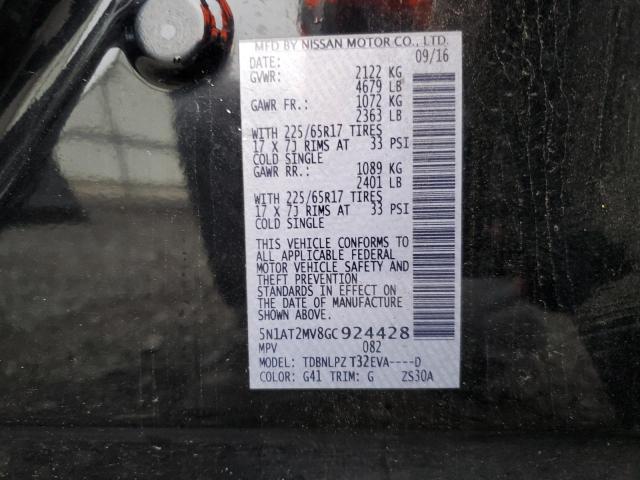 MFD BY NISSAN MOTOR CO., LTD.
DATE: 09/16
GVWR: 2122 KG
4679 LB
GAWR FR.: 1072 KG
2363 LB
WITH 225/65R17 TIRES
17 X 7J RIMS AT 33 PSI
COLD SINGLE
GAWR RR.: 1089 KG
2401 LB
WITH 225/65R17 TIRES
17 X 7J RIMS AT 33 PSI
COLD SINGLE
THIS VEHICLE CONFORMS TO
ALL APPLICABLE FEDERAL
MOTOR VEHICLE SAFETY AND
THEFT PREVENTION
STANDARDS IN EFFECT ON
THE DATE OF MANUFACTURE
SHOWN ABOVE.
5N1AT2MV8GC924428
MPV 082
MODEL: TDBNLPZ T32EVA----D
COLOR: G41 TRIM: G ZS30A